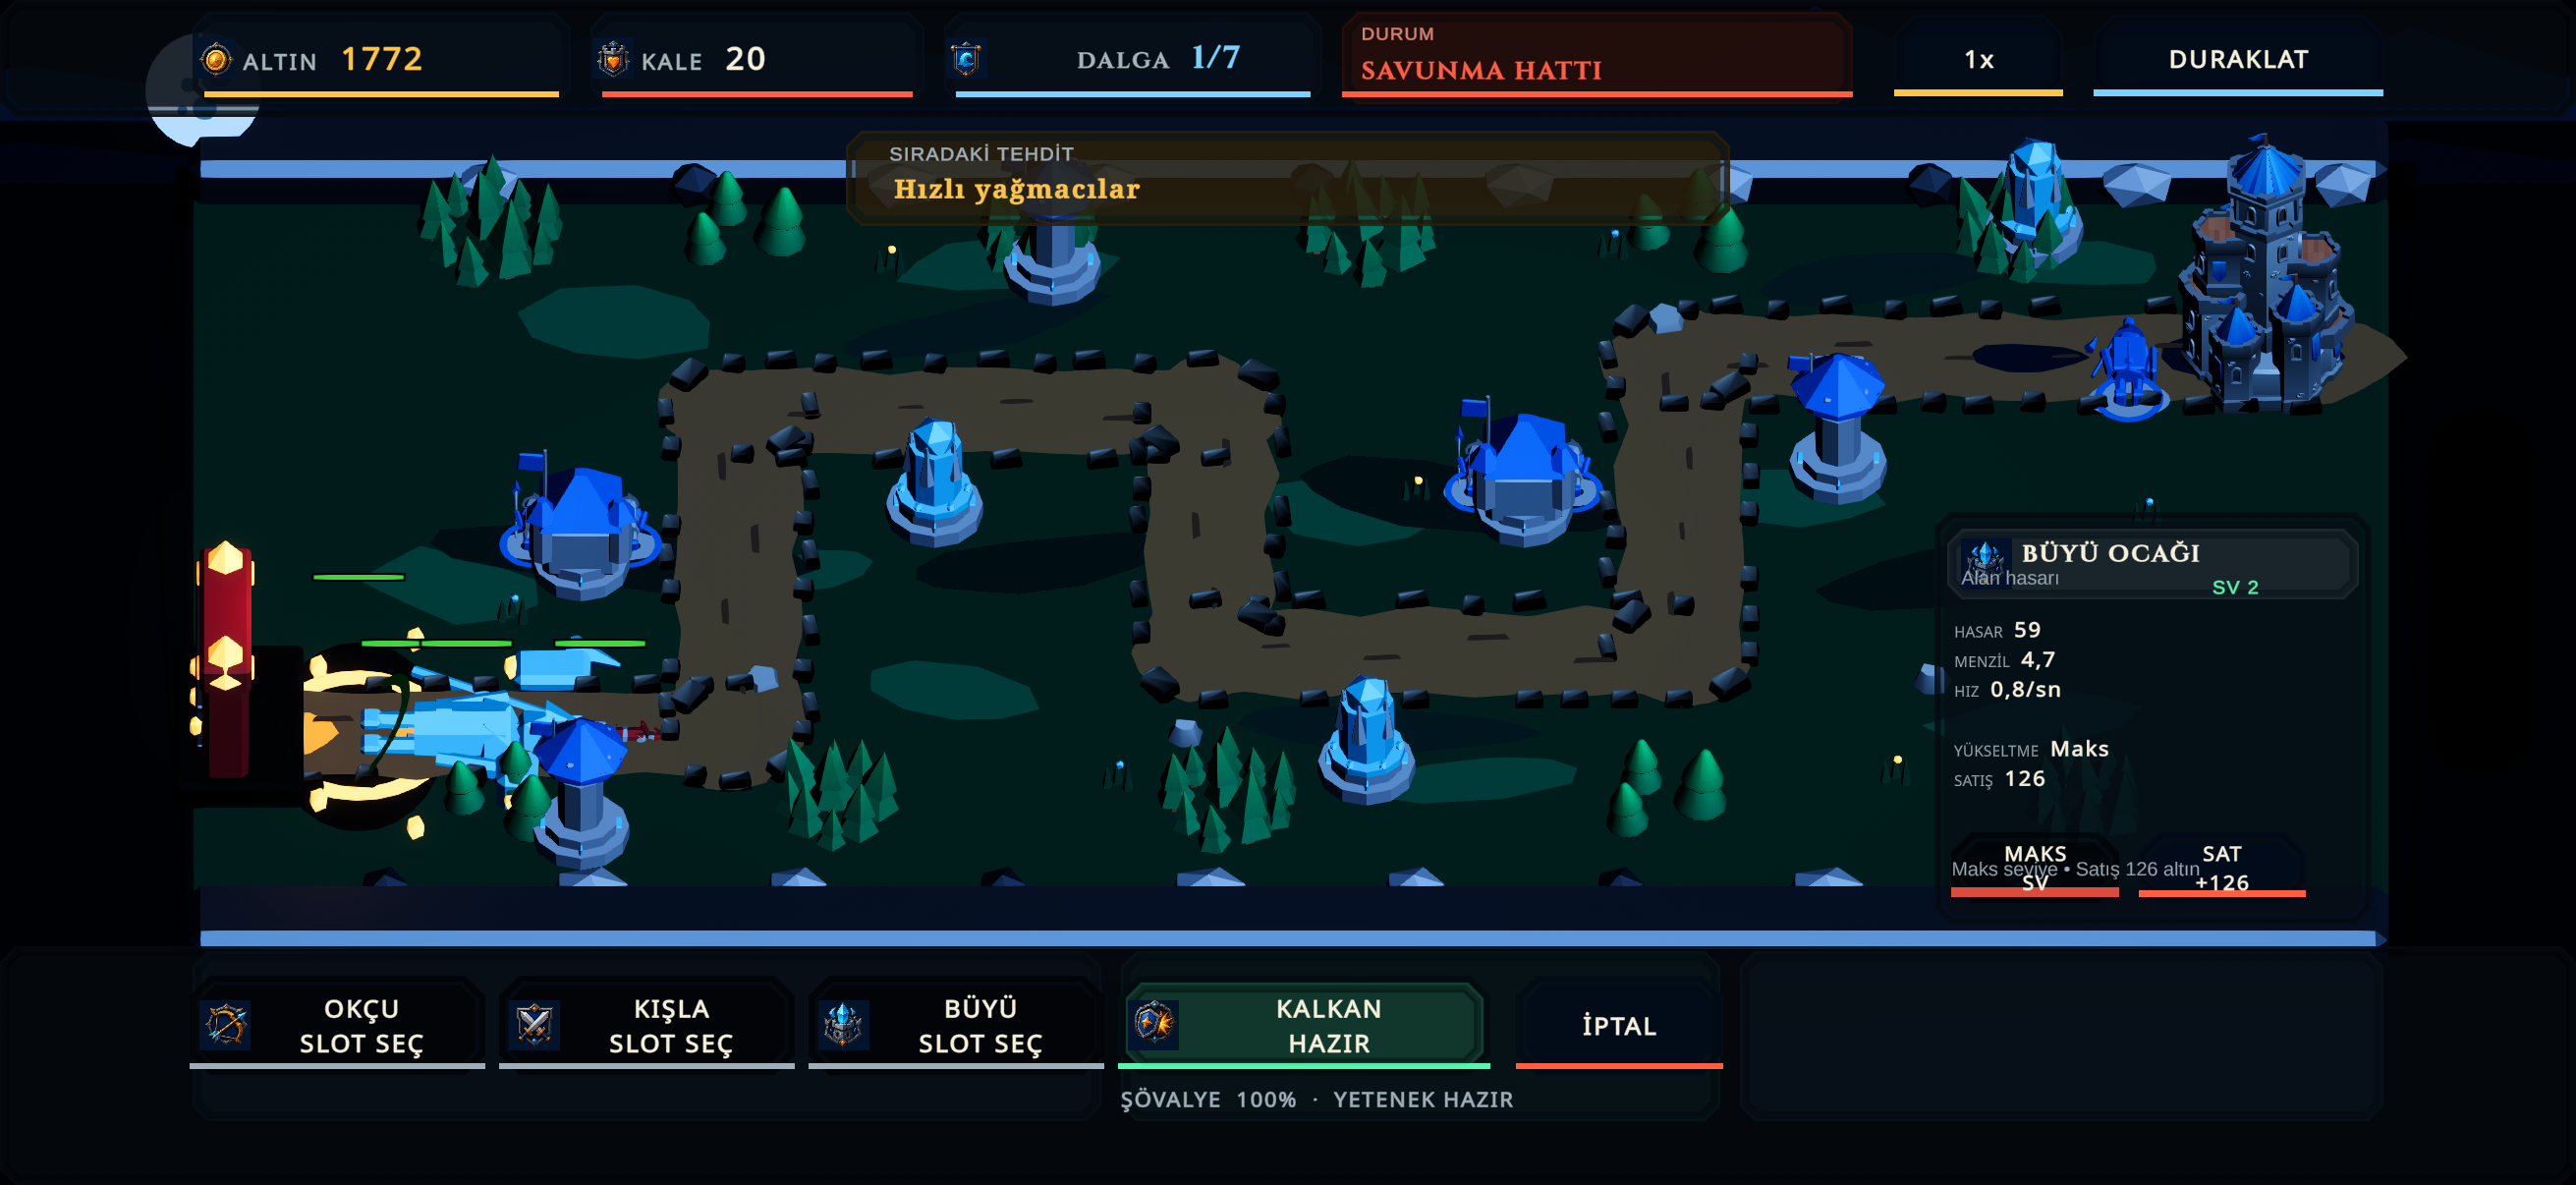 ALTIN 1772
KALE 20
DALGA 1/7
DURUM
SAVUNMA HATTI
1x
DURAKLAT
SIRADAKİ TEHDİT
Hızlı yağmacılar
BÜYÜ OCAĞI
Alan hasarı
SV 2
HASAR 59
MENZİL 4,7
HIZ 0,8/sn
YÜKSELTME Maks
SATIŞ 126
MAKS
SV
SAT
+126
Maks seviye • Satış 126 altın
OKÇU
SLOT SEÇ
KIŞLA
SLOT SEÇ
BÜYÜ
SLOT SEÇ
KALKAN
HAZIR
İPTAL
ŞÖVALYE 100% · YETENEK HAZIR